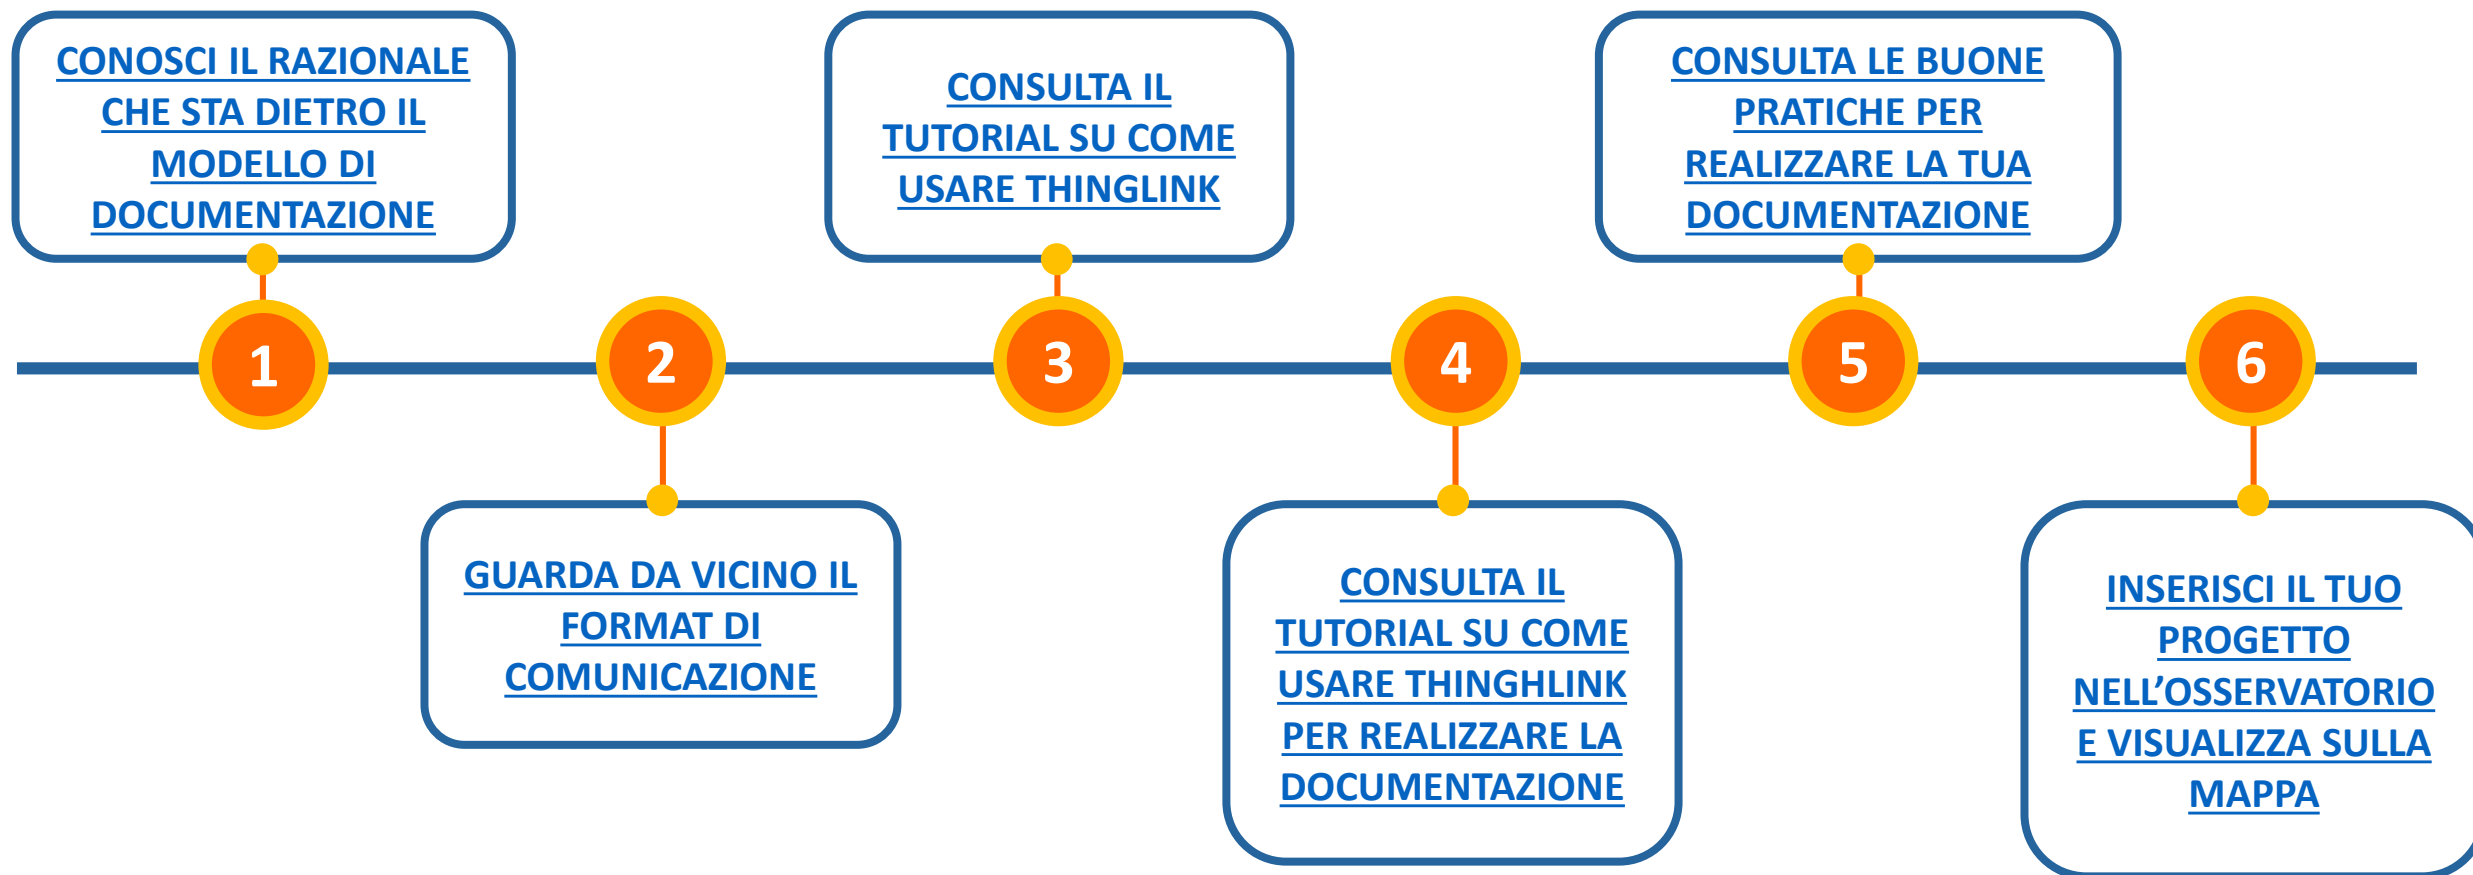 CONOSCI IL RAZIONALE
CHE STA DIETRO IL
MODELLO DI
DOCUMENTAZIONE
1
GUARDA DA VICINO IL
FORMAT DI
COMUNICAZIONE
2
CONSULTA IL
TUTORIAL SU COME
USARE THINGLINK
3
CONSULTA IL
TUTORIAL SU COME
USARE THINGHLINK
PER REALIZZARE LA
DOCUMENTAZIONE
4
CONSULTA LE BUONE
PRATICHE PER
REALIZZARE LA TUA
DOCUMENTAZIONE
5
INSERISCI IL TUO
PROGETTO
NELL’OSSERVATORIO
E VISUALIZZA SULLA
MAPPA
6